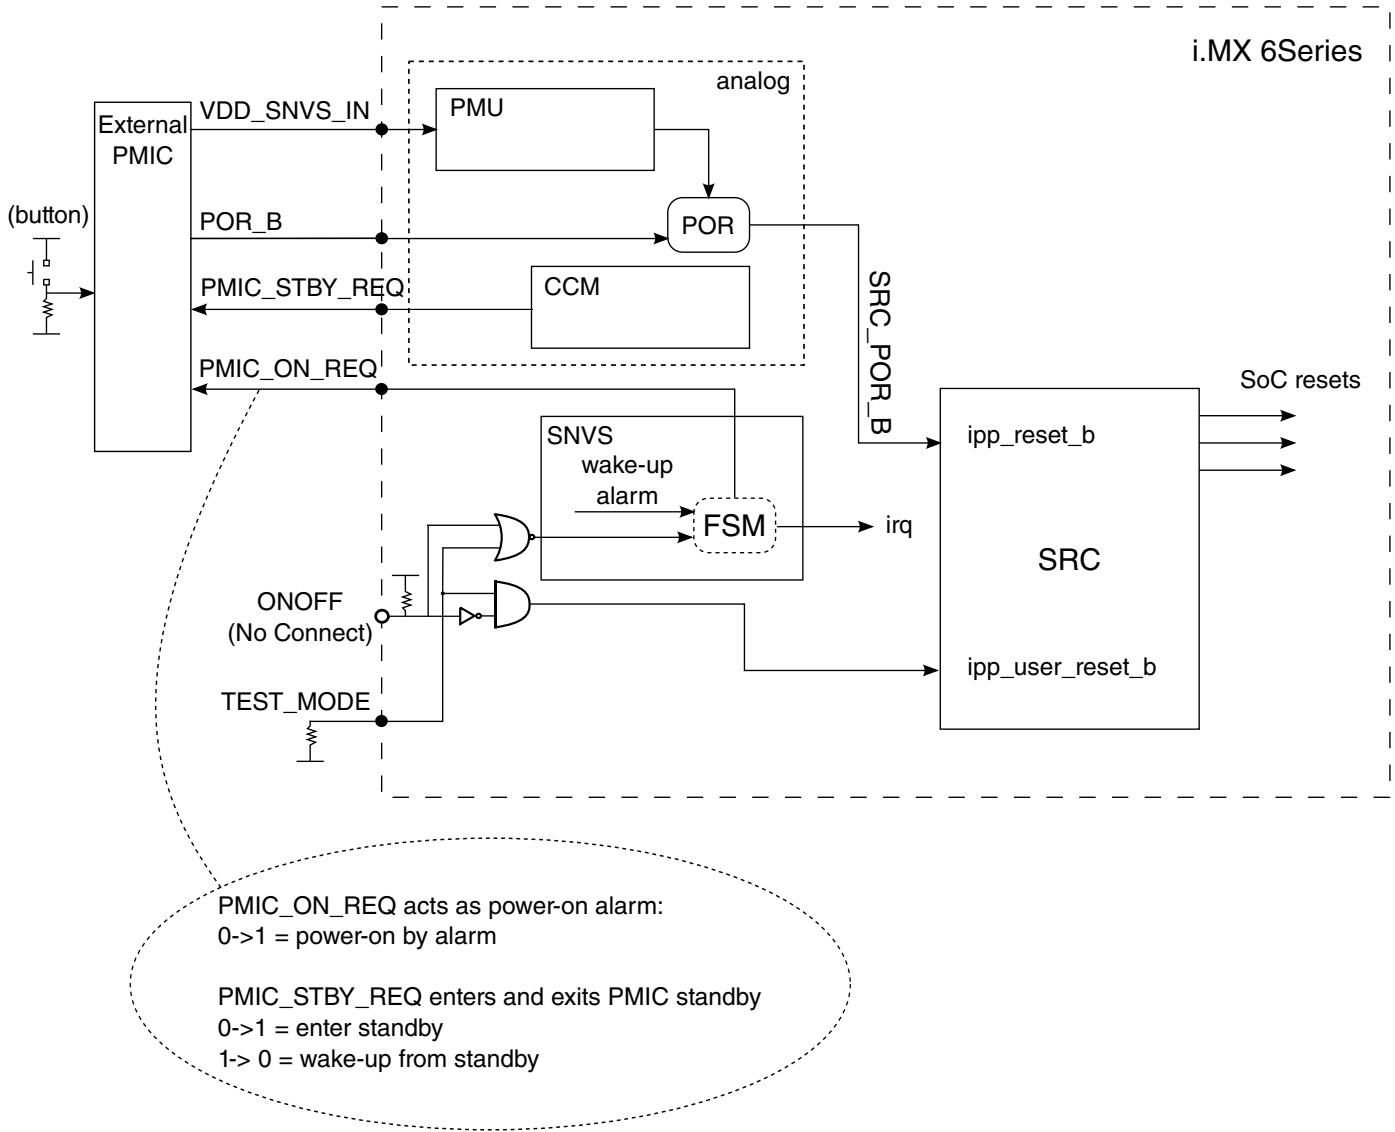 i.MX 6Series
analog
VDD_SNVS_IN
PMU
External
PMIC
(button)
POR_B
POR
PMIC_STBY_REQ
CCM
SRC_POR_B
PMIC_ON_REQ
SoC resets
SNVS
wake-up
alarm
FSM
irq
ipp_reset_b
SRC
ONOFF
(No Connect)
ipp_user_reset_b
TEST_MODE
PMIC_ON_REQ acts as power-on alarm:
0->1 = power-on by alarm
PMIC_STBY_REQ enters and exits PMIC standby
0->1 = enter standby
1-> 0 = wake-up from standby